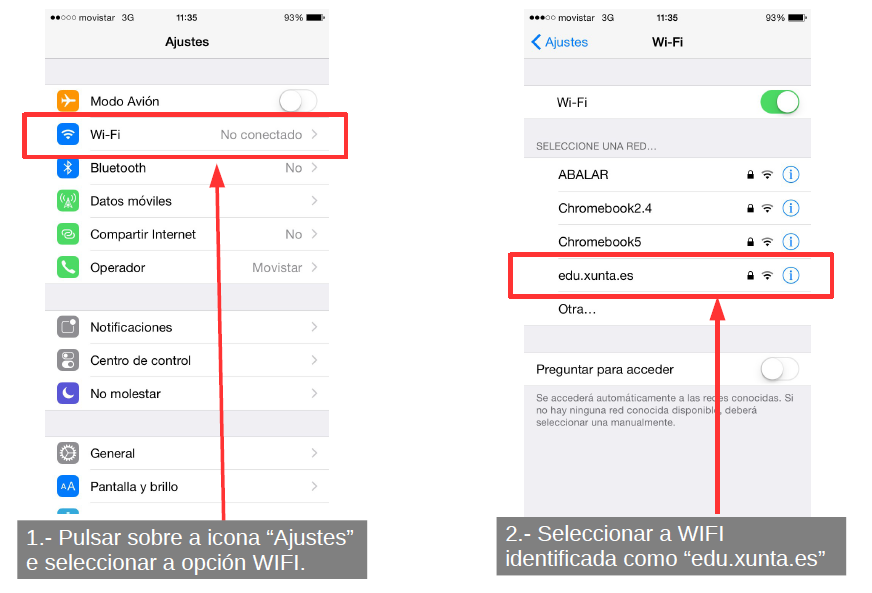 movistar 3G 11:35 93%
Ajustes
Modo Avión
Wi-Fi No conectado
Bluetooth No
Datos móviles
Compartir Internet No
Operador Movistar
Notificaciones
Centro de control
No molestar
General
AA Pantalla y brillo
1.- Pulsar sobre a icona “Ajustes”
e seleccionar a opción WIFI.
movistar 3G 11:35 93%
Ajustes Wi-Fi
Wi-Fi
SELECCIONE UNA RED...
ABALAR
Chromebook2.4
Chromebook5
edu.xunta.es
Otra...
Preguntar para acceder
Se accederá automáticamente a las redes conocidas. Si
no hay ninguna red conocida disponible, deberá
seleccionar una manualmente.
2.- Seleccionar a WIFI
identificada como “edu.xunta.es”